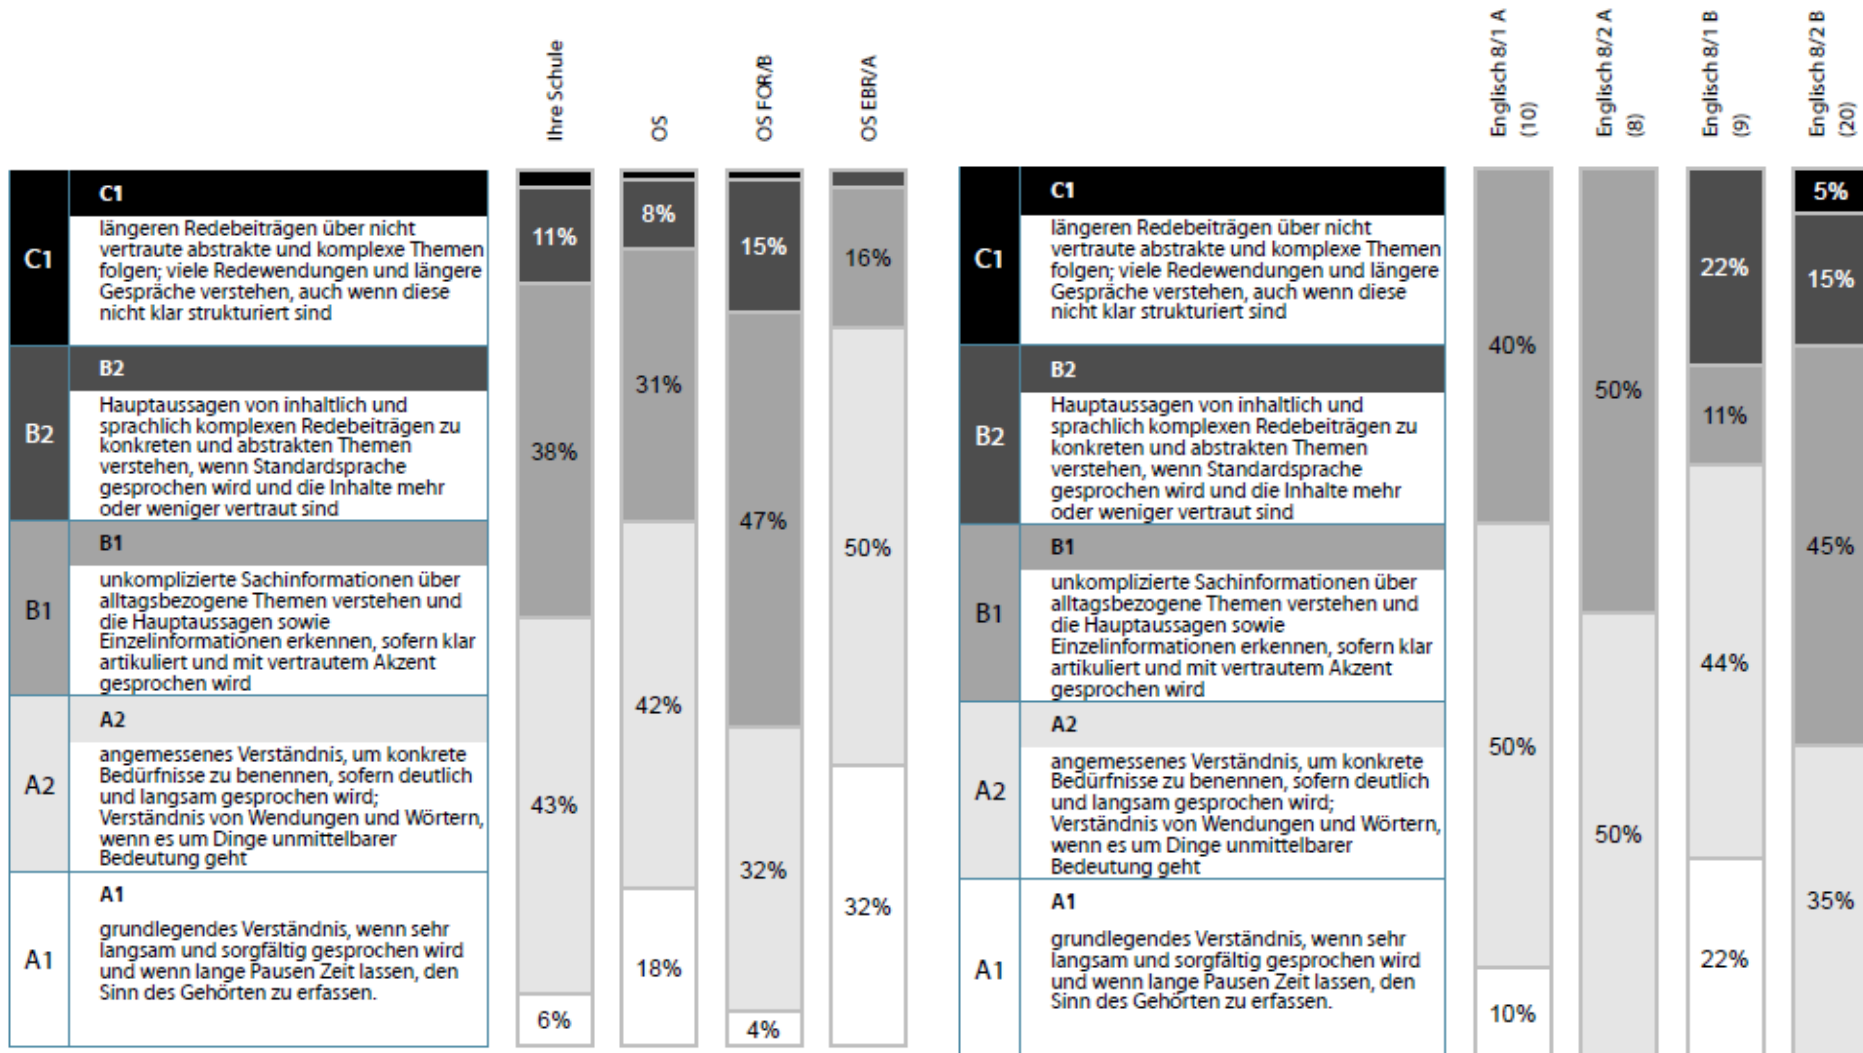 Ihre Schule
OS
OS FOR/B
OS EBR/A
C1
C1
längeren Redebeiträgen über nicht
vertraute abstrakte und komplexe Themen
folgen; viele Redewendungen und längere
Gespräche verstehen, auch wenn diese
nicht klar strukturiert sind
B2
B2
Hauptaussagen von inhaltlich und
sprachlich komplexen Redebeiträgen zu
konkreten und abstrakten Themen
verstehen, wenn Standardsprache
gesprochen wird und die Inhalte mehr
oder weniger vertraut sind
B1
B1
unkomplizierte Sachinformationen über
alltagsbezogene Themen verstehen und
die Hauptaussagen sowie
Einzelinformationen erkennen, sofern klar
artikuliert und mit vertrautem Akzent
gesprochen wird
A2
A2
angemessenes Verständnis, um konkrete
Bedürfnisse zu benennen, sofern deutlich
und langsam gesprochen wird;
Verständnis von Wendungen und Wörtern,
wenn es um Dinge unmittelbarer
Bedeutung geht
A1
A1
grundlegendes Verständnis, wenn sehr
langsam und sorgfältig gesprochen wird
und wenn lange Pausen Zeit lassen, den
Sinn des Gehörten zu erfassen.
11%
38%
43%
6%
8%
31%
42%
18%
15%
47%
32%
4%
16%
50%
32%
Englisch 8/1 A
(10)
Englisch 8/2 A
(8)
Englisch 8/1 B
(9)
Englisch 8/2 B
(20)
C1
C1
längeren Redebeiträgen über nicht
vertraute abstrakte und komplexe Themen
folgen; viele Redewendungen und längere
Gespräche verstehen, auch wenn diese
nicht klar strukturiert sind
B2
B2
Hauptaussagen von inhaltlich und
sprachlich komplexen Redebeiträgen zu
konkreten und abstrakten Themen
verstehen, wenn Standardsprache
gesprochen wird und die Inhalte mehr
oder weniger vertraut sind
B1
B1
unkomplizierte Sachinformationen über
alltagsbezogene Themen verstehen und
die Hauptaussagen sowie
Einzelinformationen erkennen, sofern klar
artikuliert und mit vertrautem Akzent
gesprochen wird
A2
A2
angemessenes Verständnis, um konkrete
Bedürfnisse zu benennen, sofern deutlich
und langsam gesprochen wird;
Verständnis von Wendungen und Wörtern,
wenn es um Dinge unmittelbarer
Bedeutung geht
A1
A1
grundlegendes Verständnis, wenn sehr
langsam und sorgfältig gesprochen wird
und wenn lange Pausen Zeit lassen, den
Sinn des Gehörten zu erfassen.
40%
50%
10%
50%
50%
22%
11%
44%
22%
5%
15%
45%
35%